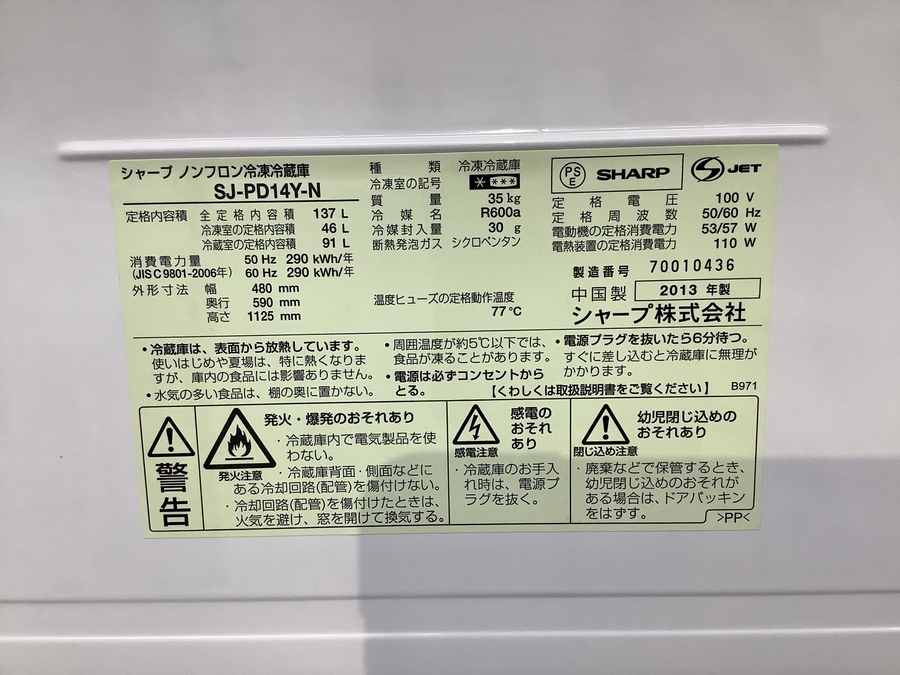 シャープ ノンフロン冷凍冷蔵庫
SJ-PD14Y-N
定格内容積 全定格内容積 137 L
冷凍室の定格内容積 46 L
冷蔵室の定格内容積 91 L
消費電力量 50 Hz 290 kWh/年
(JIS C 9801-2006年) 60 Hz 290 kWh/年
外形寸法 幅 480 mm
奥行 590 mm
高さ 1125 mm
種類 冷凍冷蔵庫
冷凍室の記号 ****
質量 35 kg
冷媒名 R600a
冷媒封入量 30 g
断熱発泡ガス シクロペンタン
温度ヒューズの定格動作温度
77℃
PSE SHARP S JET
定格電圧 100 V
定格周波数 50/60 Hz
電動機の定格消費電力 53/57 W
電熱装置の定格消費電力 110 W
製造番号 70010436
中国製 2013 年製
シャープ株式会社
・冷蔵庫は、表面から放熱しています。
使いはじめや夏場は、特に熱くなりま
すが、庫内の食品には影響ありません。
・水気の多い食品は、棚の奥に置かない。
・周囲温度が約5℃以下では、
食品が凍ることがあります。
・電源は必ずコンセントから
とる。
・電源プラグを抜いたら6分待つ。
すぐに差し込むと冷蔵庫に無理が
かかります。
【くわしくは取扱説明書をご覧ください】 B971
警告
発火・爆発のおそれあり
発火注意
・冷蔵庫内で電気製品を使
わない。
・冷蔵庫背面・側面などに
ある冷却回路(配管)を傷付けない。
・冷却回路(配管)を傷付けたときは、
火気を避け、窓を開けて換気する。
感電の
おそれ
あり
感電注意
・冷蔵庫のお手入
れ時は、電源プ
ラグを抜く。
幼児閉じ込めの
おそれあり
閉じ込め注意
・廃棄などで保管するとき、
幼児閉じ込めのおそれが
ある場合は、ドアパッキン
をはずす。
>PP<